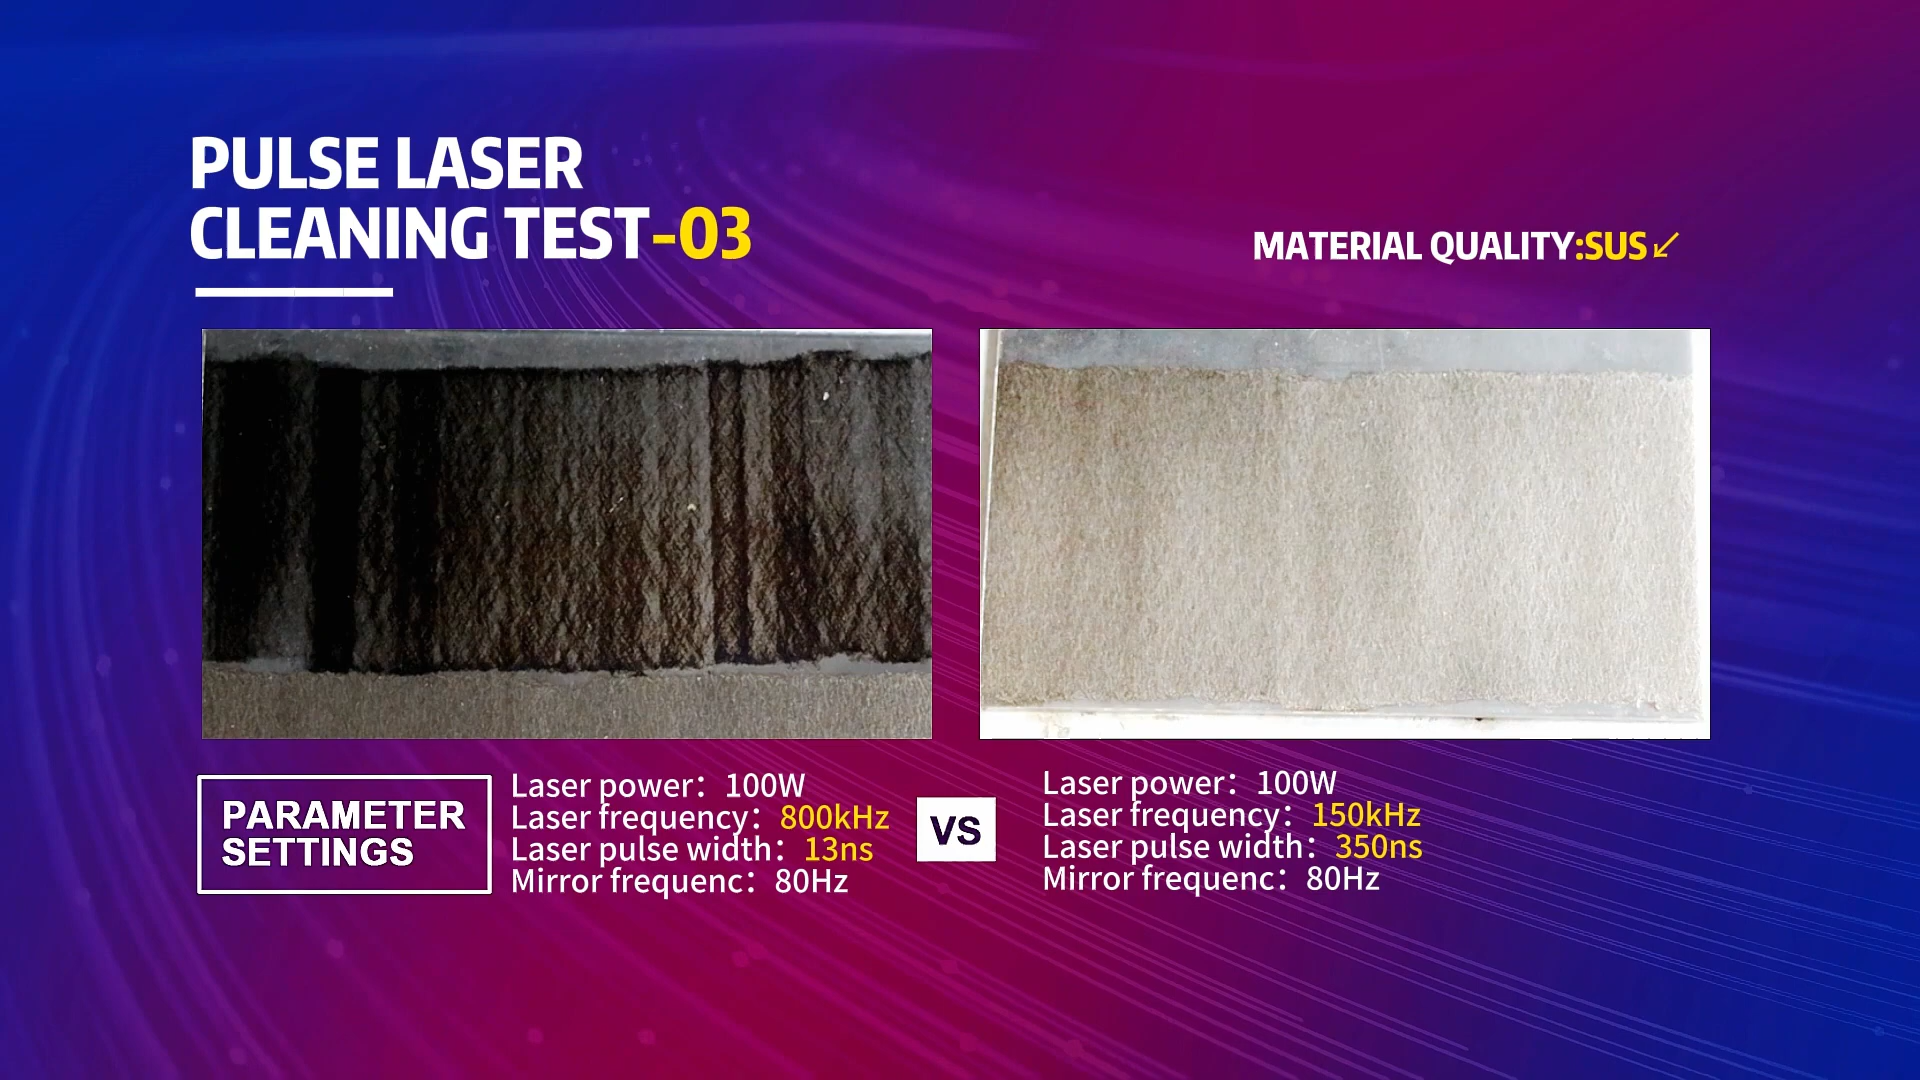 PULSE LASER
CLEANING TEST-03
MATERIAL QUALITY:SUS↙
PARAMETER
SETTINGS
Laser power：100W
Laser frequency：800kHz
Laser pulse width：13ns
Mirror frequenc：80Hz
VS
Laser power：100W
Laser frequency：150kHz
Laser pulse width：350ns
Mirror frequenc：80Hz